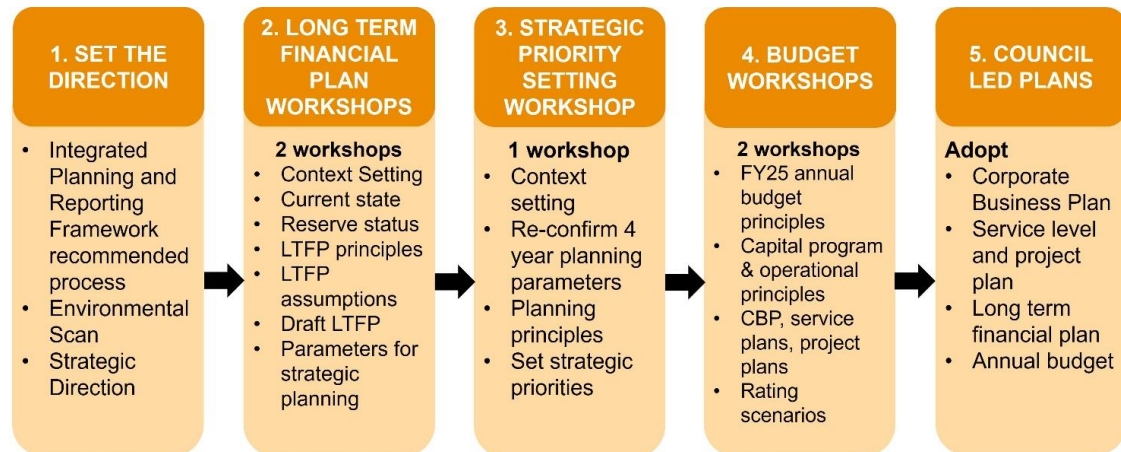 1. SET THE
DIRECTION
• Integrated
Planning and
Reporting
Framework
recommended
process
• Environmental
Scan
• Strategic
Direction
2. LONG TERM
FINANCIAL
PLAN
WORKSHOPS
2 workshops
• Context Setting
• Current state
• Reserve status
• LTFP principles
• LTFP
assumptions
• Draft LTFP
• Parameters for
strategic
planning
3. STRATEGIC
PRIORITY
SETTING
WORKSHOP
1 workshop
• Context
setting
• Re-confirm 4
year planning
parameters
• Planning
principles
• Set strategic
priorities
4. BUDGET
WORKSHOPS
2 workshops
• FY25 annual
budget
principles
• Capital program
& operational
principles
• CBP, service
plans, project
plans
• Rating
scenarios
5. COUNCIL
LED PLANS
Adopt
• Corporate
Business Plan
• Service level
and project
plan
• Long term
financial plan
• Annual budget